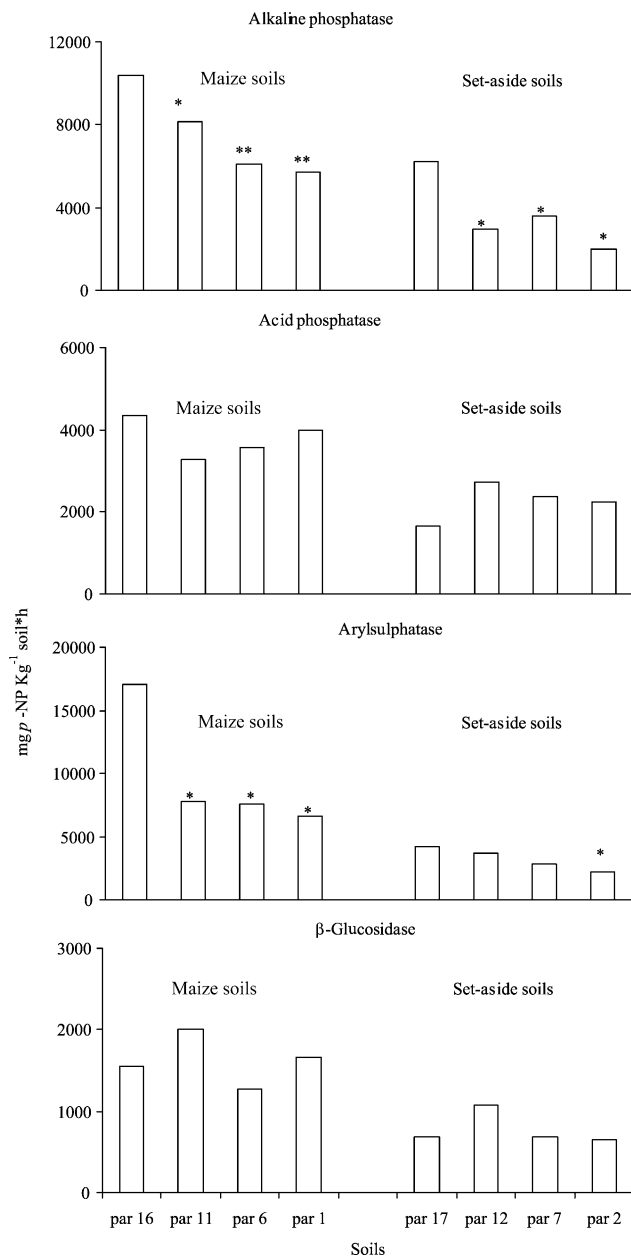 Alkaline phosphatase
12000
Maize soils
Set-aside soils
*
8000
**
**
4000
*
*
*
0
Acid phosphatase
6000
Maize soils
Set-aside soils
4000
2000
0
Arylsulphatase
20000
mg p -NP Kg⁻¹ soil*h
15000
Maize soils
Set-aside soils
10000
*
*
*
5000
*
0
β-Glucosidase
3000
Maize soils
Set-aside soils
2000
1000
0
par 16 par 11 par 6 par 1 par 17 par 12 par 7 par 2
Soils